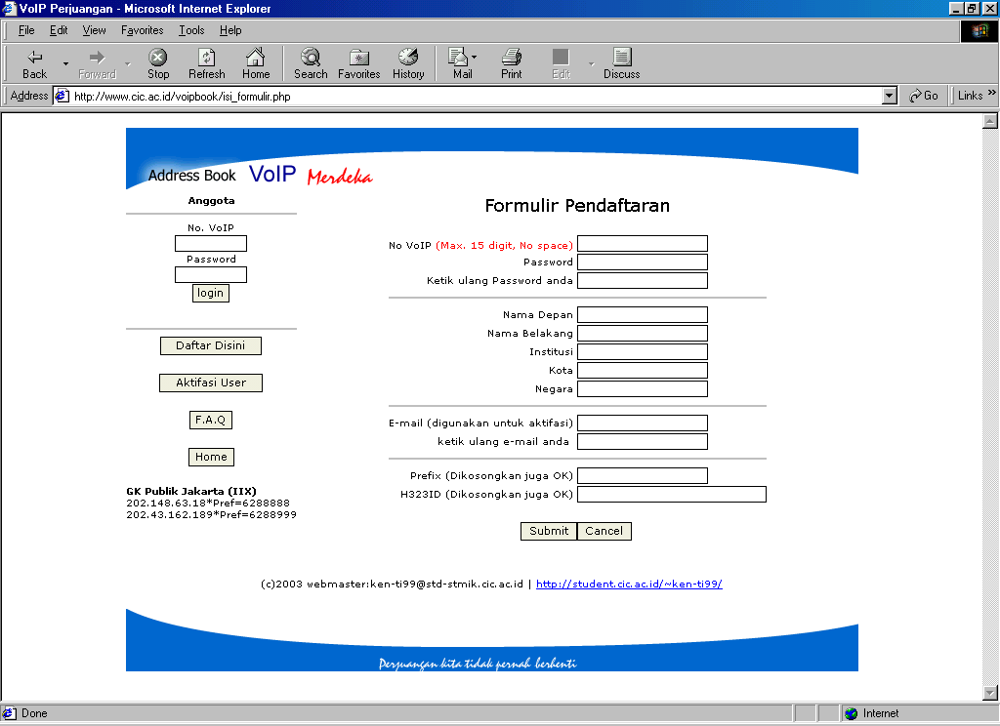 VoIP Perjuangan - Microsoft Internet Explorer
File Edit View Favorites Tools Help
Back Forward Stop Refresh Home Search Favorites History Mail Print Edit Discuss
Address http://www.cic.ac.id/voipbook/isi_formulir.php Go Links »
Address Book VoIP Merdeka
Anggota
No. VoIP
Password
login
Daftar Disini
Aktifasi User
F.A.Q
Home
GK Publik Jakarta (IIX)
202.148.63.18*Pref=6288888
202.43.162.189*Pref=6288999
Formulir Pendaftaran
No VoIP (Max. 15 digit, No space)
Password
Ketik ulang Password anda
Nama Depan
Nama Belakang
Institusi
Kota
Negara
E-mail (digunakan untuk aktifasi)
ketik ulang e-mail anda
Prefix (Dikosongkan juga OK)
H323ID (Dikosongkan juga OK)
Submit Cancel
(c)2003 webmaster:ken-ti99@std-stmik.cic.ac.id | http://student.cic.ac.id/~ken-ti99/
Perjuangan kita tidak pernah berhenti
Done Internet